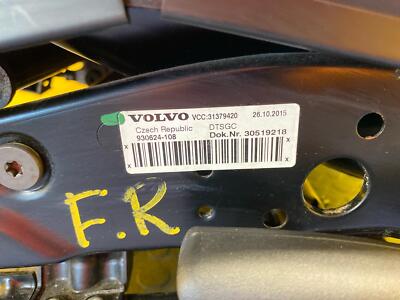 VOLVO VCC:31379420 26.10.2015
Czech Republic DTSGC
930624-108 Dok.Nr. 30519218
x x
x x
F.R